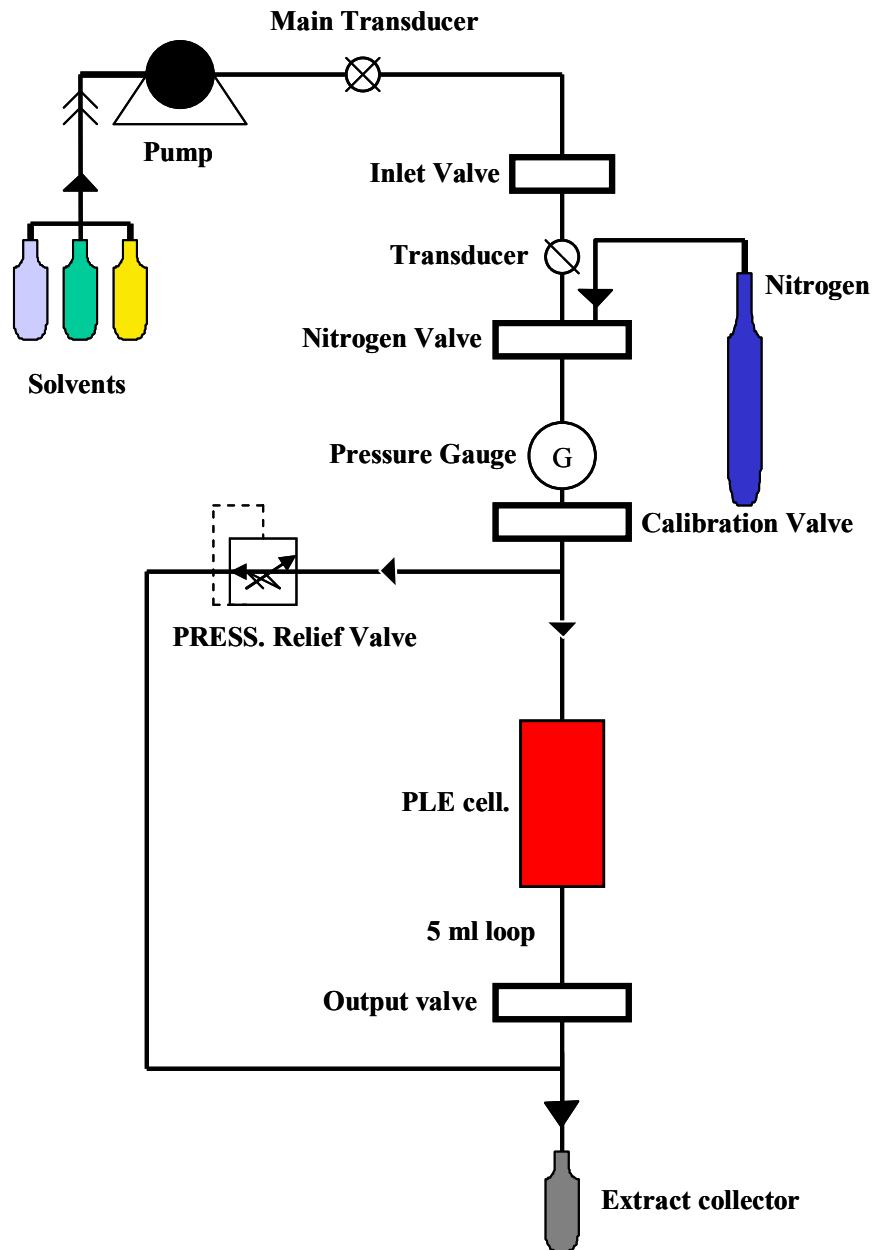 Main Transducer
Pump
Inlet Valve
Transducer
Nitrogen
Nitrogen Valve
Solvents
Pressure Gauge
G
Calibration Valve
PRESS. Relief Valve
PLE cell.
5 ml loop
Output valve
Extract collector